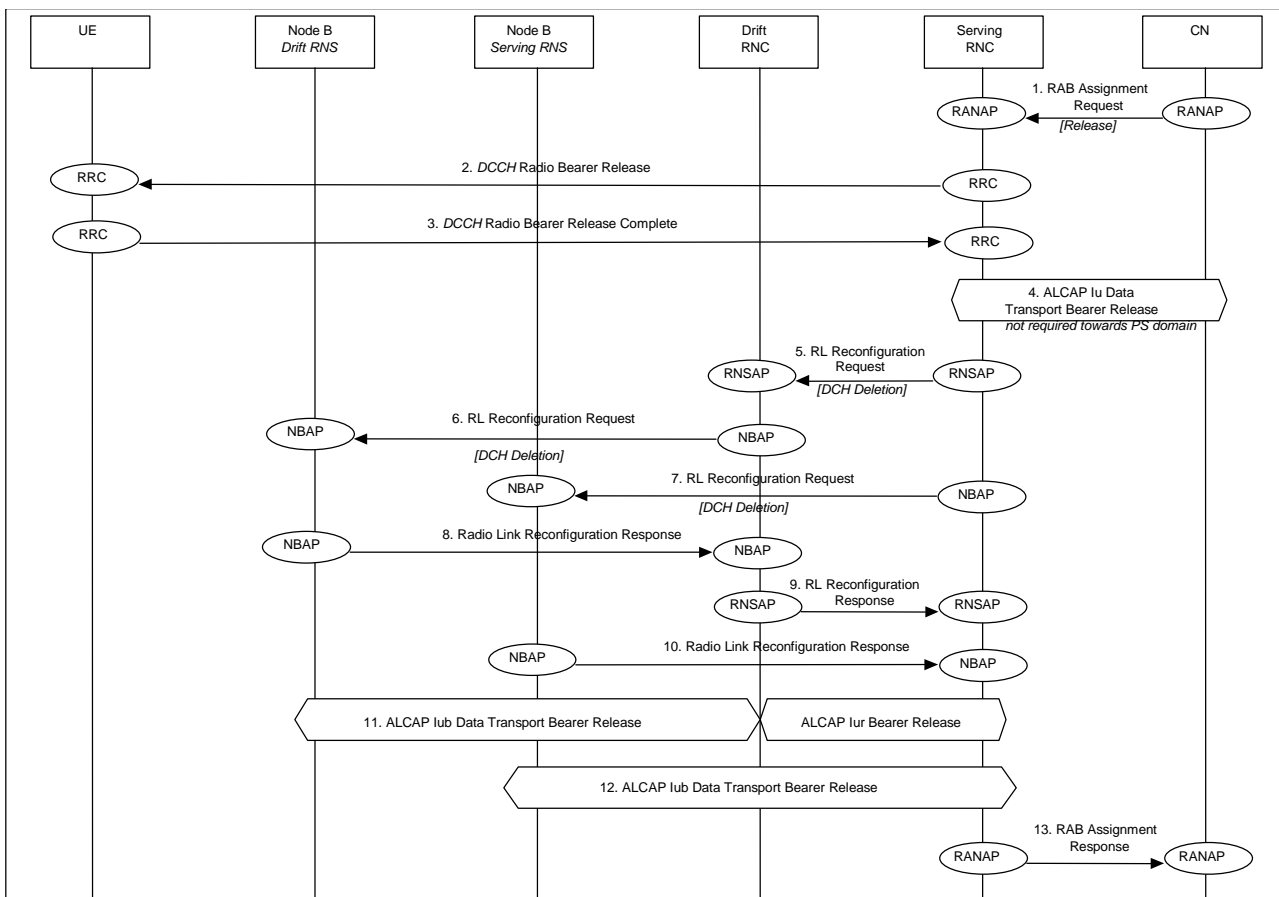 UE
Node B
Drift RNS
Node B
Serving RNS
Drift
RNC
Serving
RNC
CN
1. RAB Assignment
Request
[Release]
RANAP
RANAP
2. DCCH Radio Bearer Release
RRC
RRC
3. DCCH Radio Bearer Release Complete
RRC
RRC
4. ALCAP Iu Data
Transport Bearer Release
not required towards PS domain
5. RL Reconfiguration
Request
[DCH Deletion]
RNSAP
RNSAP
6. RL Reconfiguration Request
[DCH Deletion]
NBAP
NBAP
7. RL Reconfiguration Request
[DCH Deletion]
NBAP
NBAP
8. Radio Link Reconfiguration Response
NBAP
NBAP
9. RL Reconfiguration
Response
RNSAP
RNSAP
10. Radio Link Reconfiguration Response
NBAP
NBAP
11. ALCAP Iub Data Transport Bearer Release
ALCAP Iur Bearer Release
12. ALCAP Iub Data Transport Bearer Release
13. RAB Assignment
Response
RANAP
RANAP